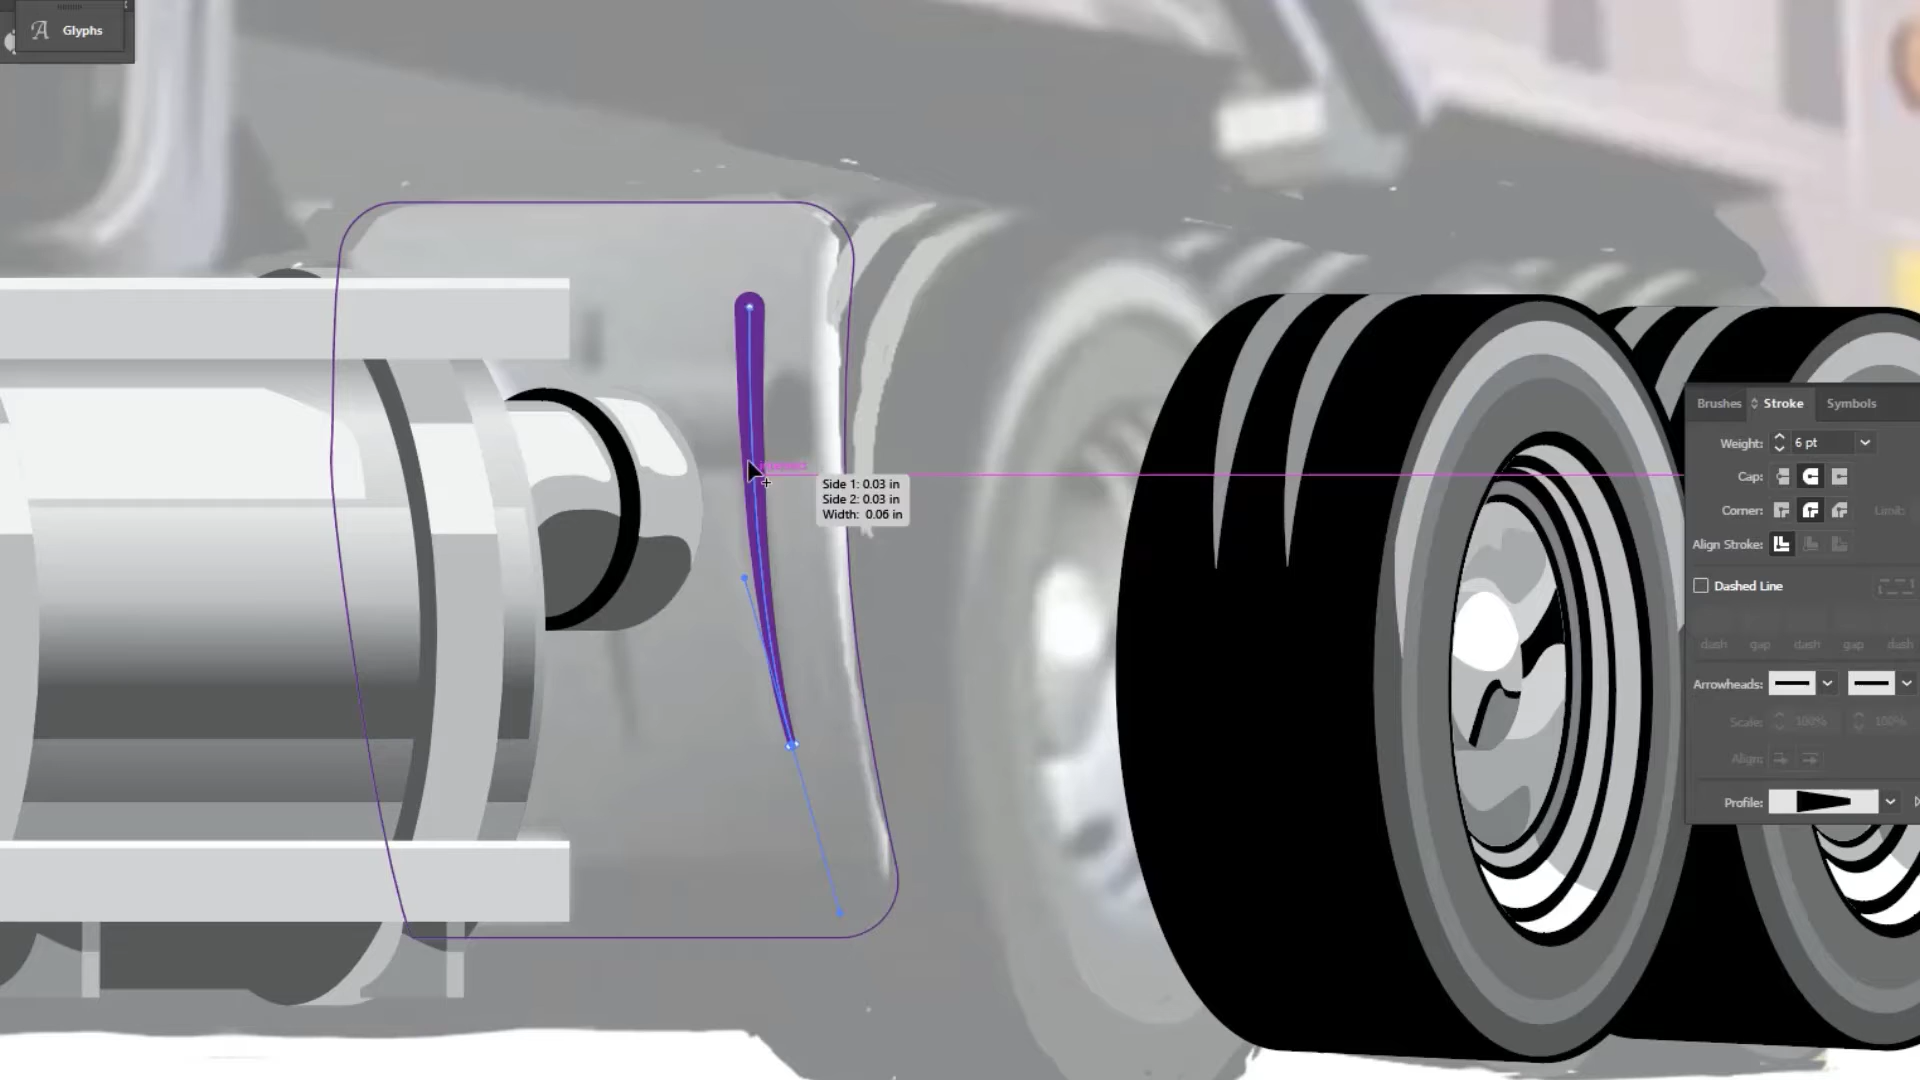 Glyphs
Brushes Stroke Symbols
Weight: 6 pt
Cap:
Corner: Limit:
Align Stroke:
Dashed Line
dash gap dash gap dash
Arrowheads:
Scale: 100% 100%
Align:
Profile:
intersect
Side 1: 0.03 in
Side 2: 0.03 in
Width: 0.06 in